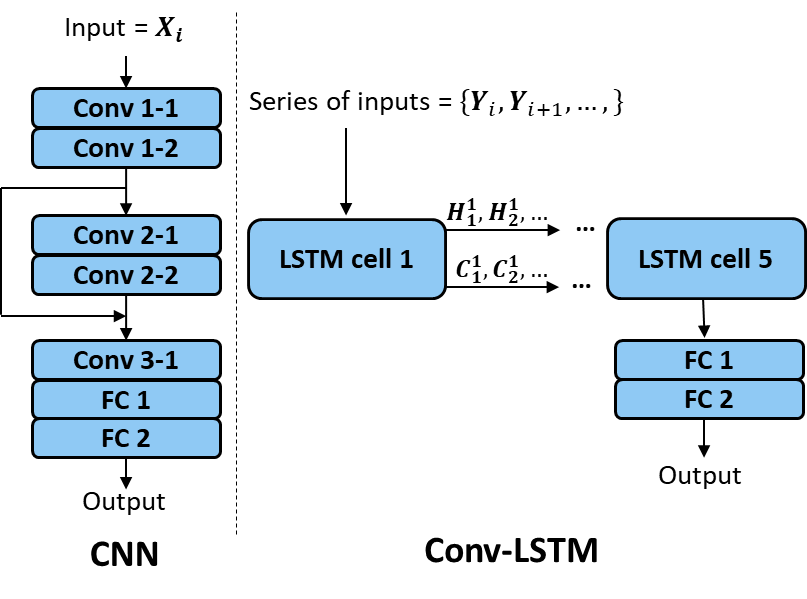 Input = X_i
Conv 1-1
Conv 1-2
Conv 2-1
Conv 2-2
Conv 3-1
FC 1
FC 2
Output
CNN
Series of inputs = {Y_i, Y_{i+1}, ..., }
LSTM cell 1
H_1^1, H_2^1, ...
...
C_1^1, C_2^1, ...
...
LSTM cell 5
FC 1
FC 2
Output
Conv-LSTM